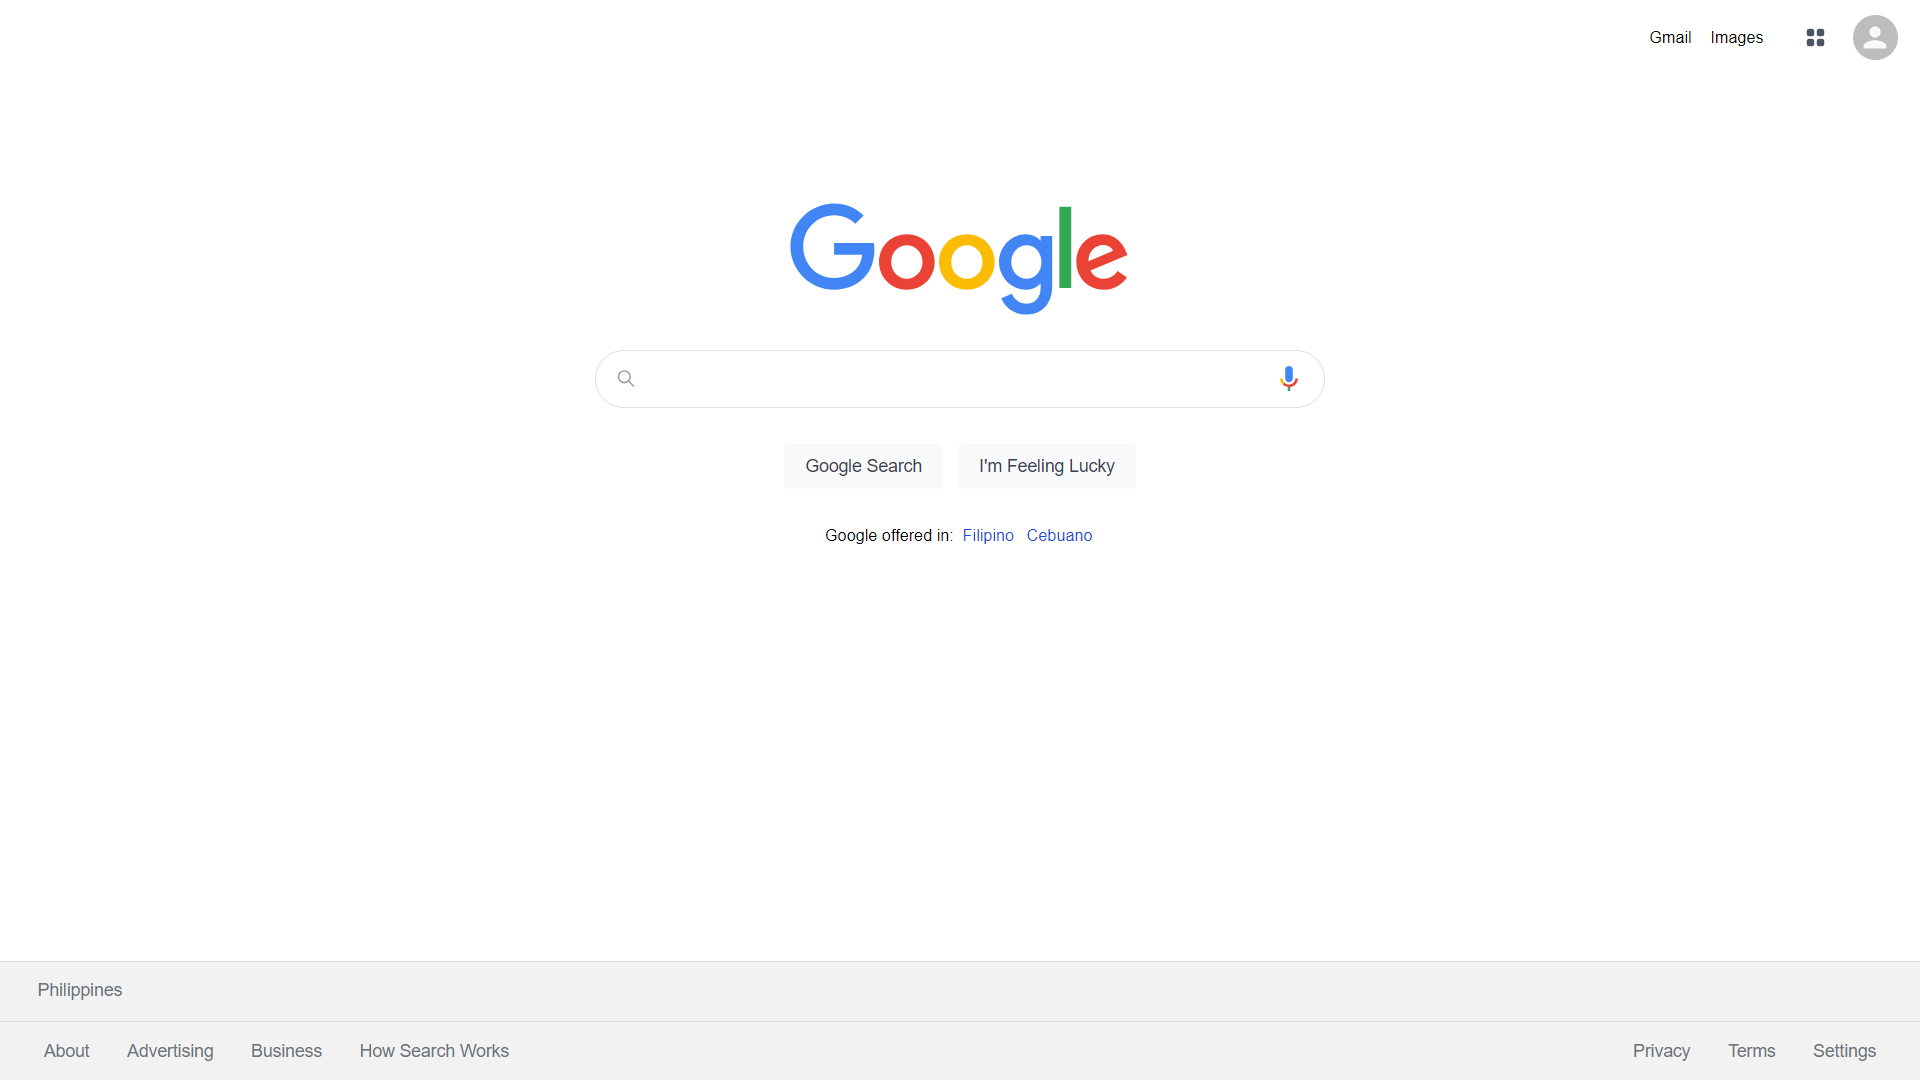 Gmail Images
Google
Google Search I'm Feeling Lucky
Google offered in: Filipino Cebuano
Philippines
About Advertising Business How Search Works Privacy Terms Settings